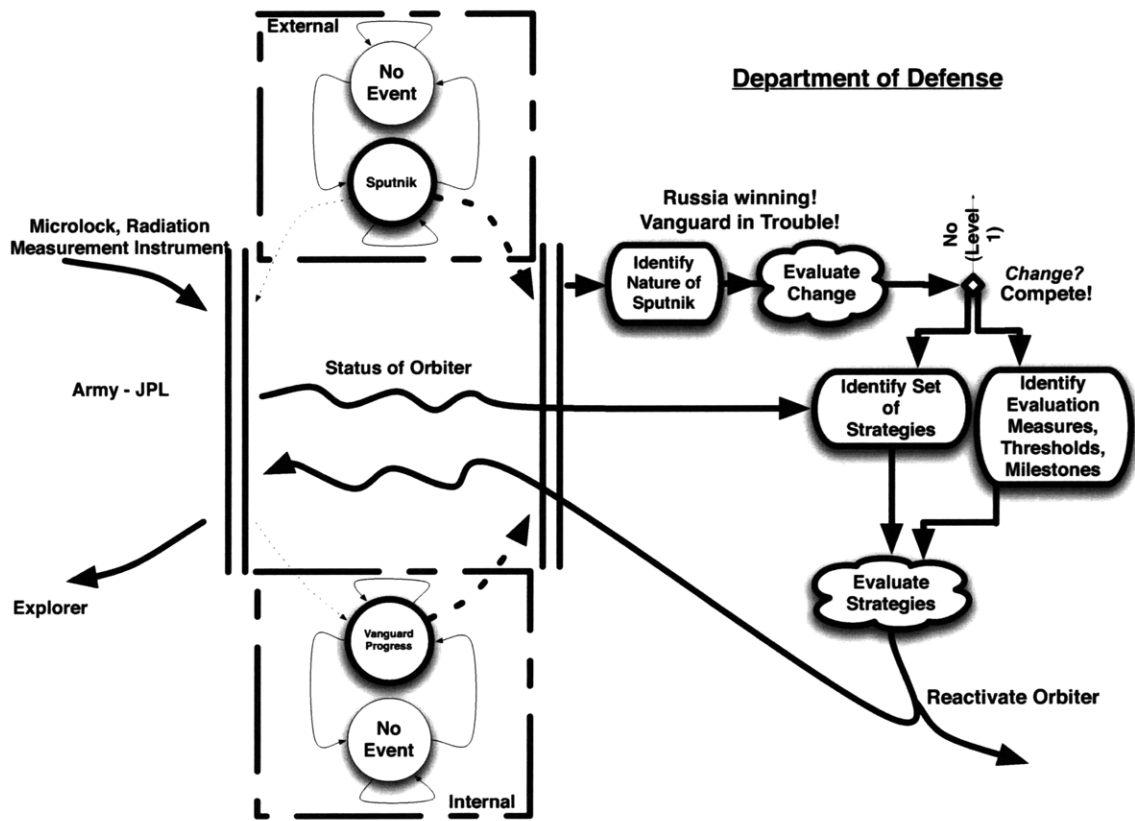 External
No
Event
Sputnik
Department of Defense
Microlock, Radiation
Measurement Instrument
Russia winning!
Vanguard in Trouble!
Identify
Nature of
Sputnik
Evaluate
Change
No
(Level
1)
Change?
Compete!
Army - JPL
Status of Orbiter
Identify Set
of
Strategies
Identify
Evaluation
Measures,
Thresholds,
Milestones
Explorer
Evaluate
Strategies
Vanguard
Progress
No
Event
Internal
Reactivate Orbiter